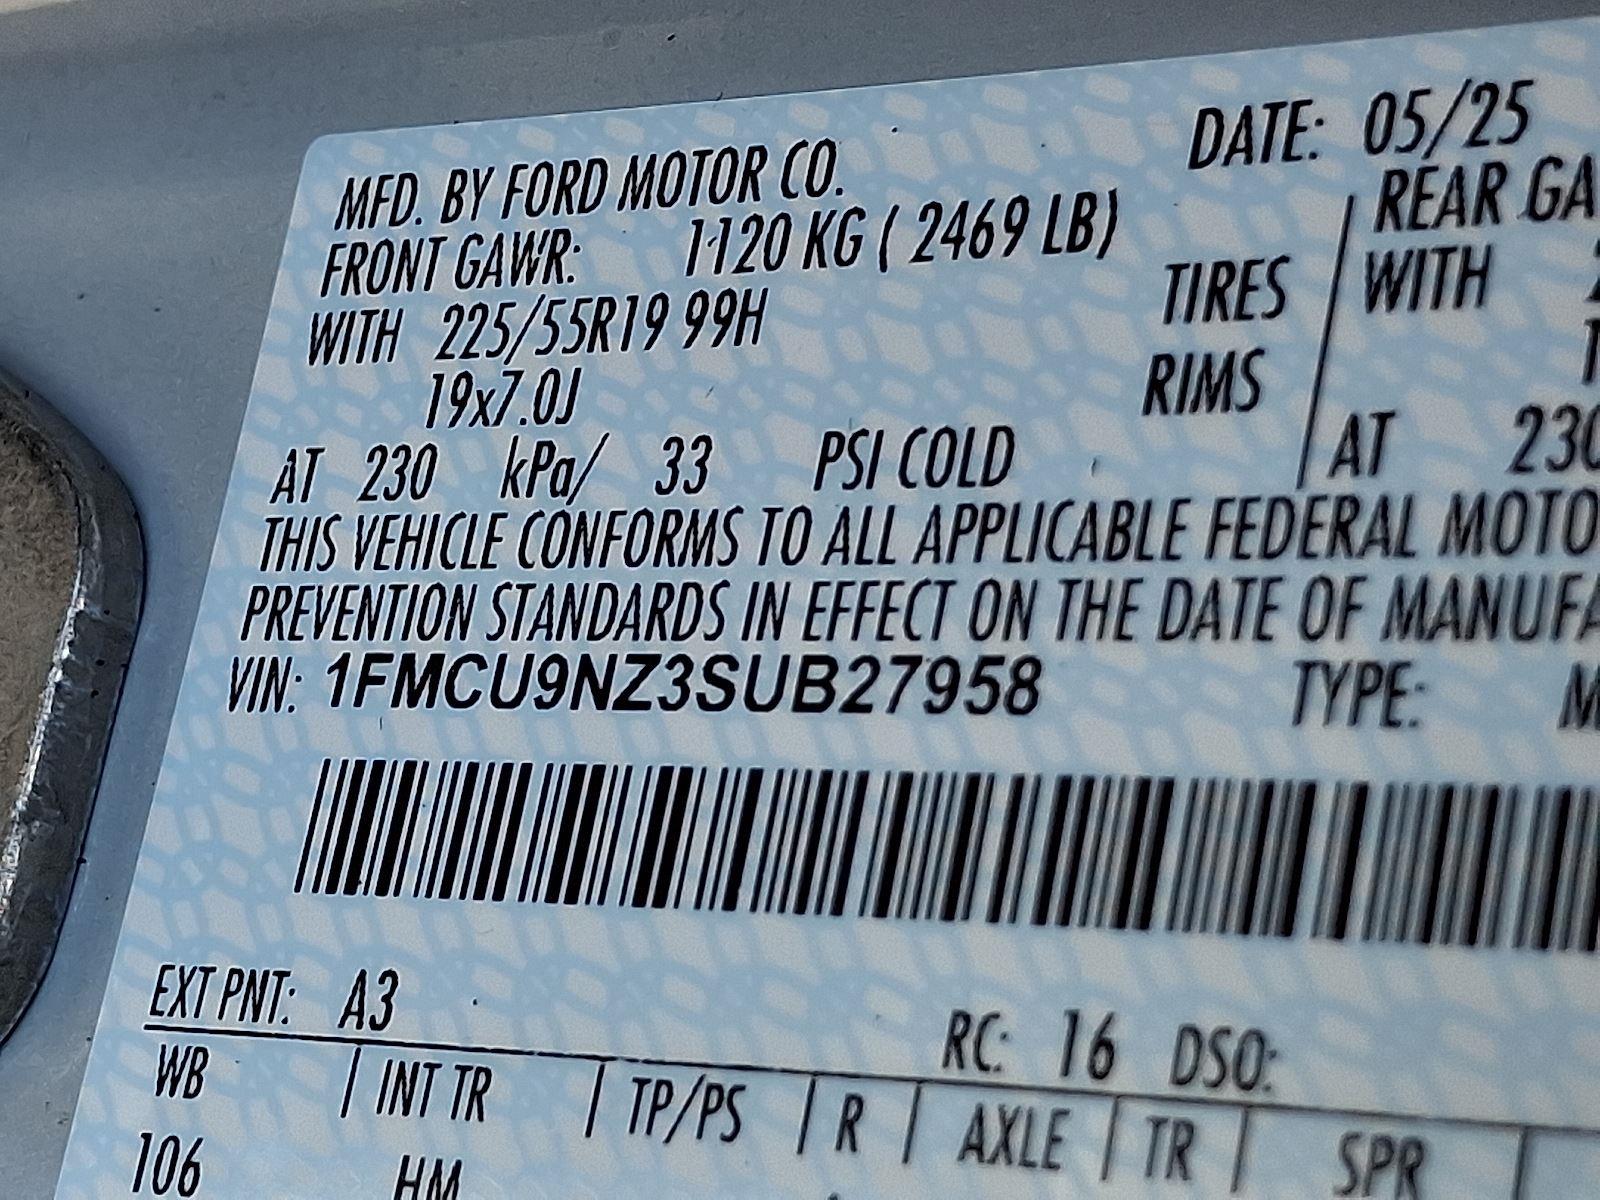 MFD. BY FORD MOTOR CO. DATE: 05/25
FRONT GAWR: 1120 KG ( 2469 LB) REAR GA
WITH 225/55R19 99H TIRES WITH
19x7.0J RIMS
AT 230 kPa/ 33 PSI COLD AT 230
THIS VEHICLE CONFORMS TO ALL APPLICABLE FEDERAL MOTO
PREVENTION STANDARDS IN EFFECT ON THE DATE OF MANUFA
VIN: 1FMCU9NZ3SUB27958 TYPE: M
EXT PNT: A3 RC: 16 DSO:
WB INT TR TP/PS R AXLE TR SPR
106 HM